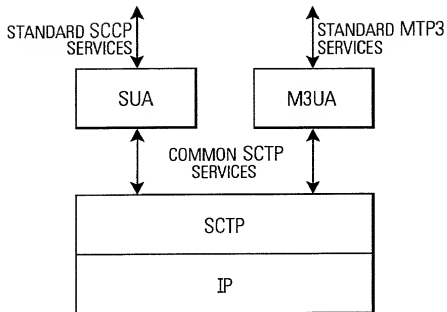 STANDARD SCCP
SERVICES
STANDARD MTP3
SERVICES
SUA
M3UA
COMMON SCTP
SERVICES
SCTP
IP